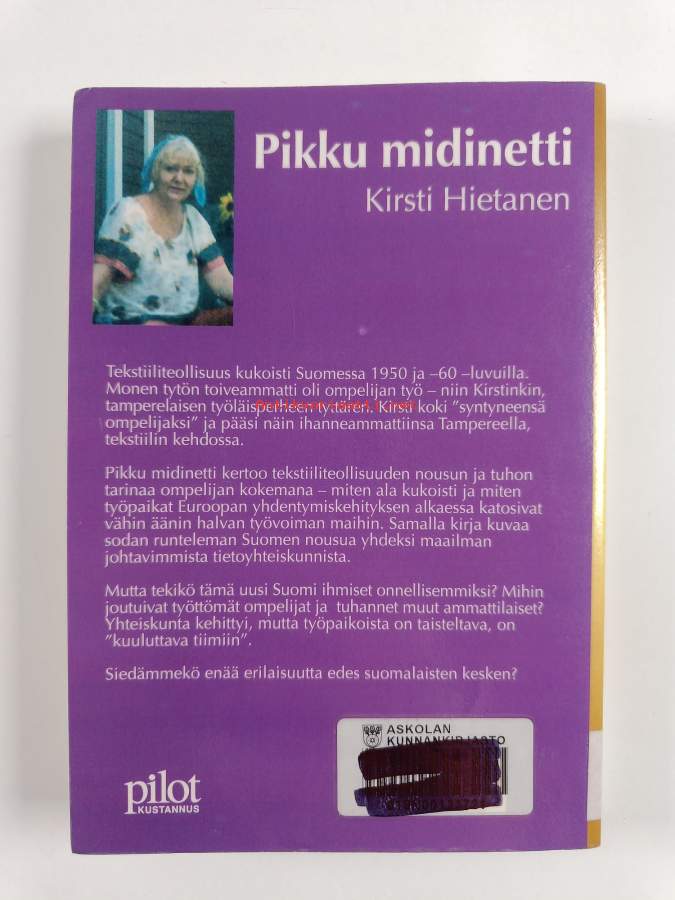 Pikku midinetti
Kirsti Hietanen
Tekstiiliteollisuus kukoisti Suomessa 1950 ja –60 –luvuilla.
Monen tytön toiveammatti oli ompelijan työ – niin Kirstinkin,
tamperelaisen työläisperheen tyttären. Kirsti koki ”syntyneensä
ompelijaksi” ja pääsi näin ihanneammattiinsa Tampereella,
tekstiilin kehdossa.
Pikku midinetti kertoo tekstiiliteollisuuden nousun ja tuhon
tarinaa ompelijan kokemana – miten ala kukoisti ja miten
työpaikat Euroopan yhdentymiskehityksen alkaessa katosivat
vähin äänin halvan työvoiman maihin. Samalla kirja kuvaa
sodan runteleman Suomen nousua yhdeksi maailman
johtavimmista tietoyhteiskunnista.
Mutta tekikö tämä uusi Suomi ihmiset onnellisemmiksi? Mihin
joutuivat työttömät ompelijat ja tuhannet muut ammattilaiset?
Yhteiskunta kehittyi, mutta työpaikoista on taisteltava, on
”kuuluttava tiimiin”.
Siedämmekö enää erilaisuutta edes suomalaisten kesken?
ASKOLAN
KUNNANKIRJASTO
pilot
KUSTANNUS